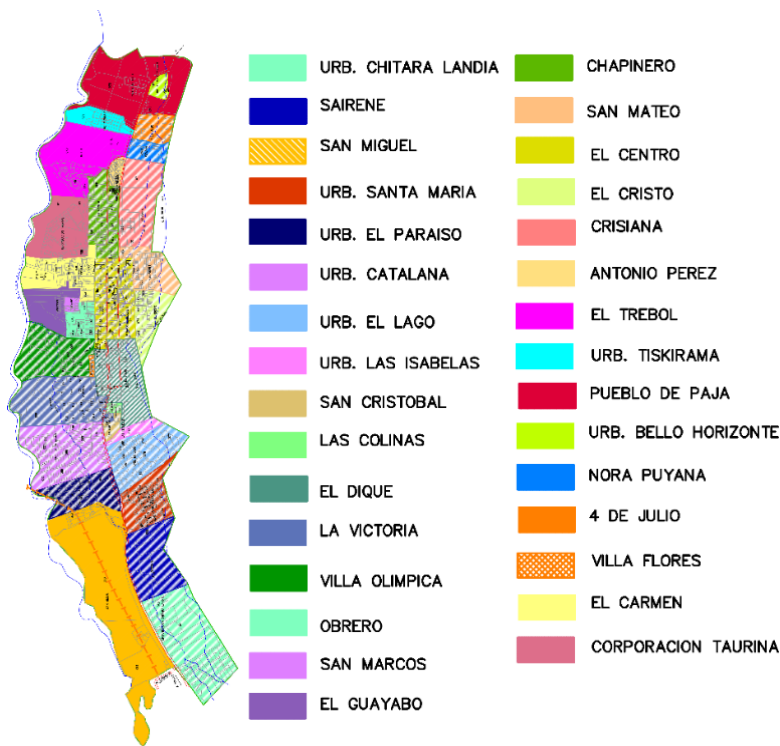 URB. CHITARA LANDIA
SAIRENE
SAN MIGUEL
URB. SANTA MARIA
URB. EL PARAISO
URB. CATALANA
URB. EL LAGO
URB. LAS ISABELAS
SAN CRISTOBAL
LAS COLINAS
EL DIQUE
LA VICTORIA
VILLA OLIMPICA
OBRERO
SAN MARCOS
EL GUAYABO
CHAPINERO
SAN MATEO
EL CENTRO
EL CRISTO
CRISIANA
ANTONIO PEREZ
EL TREBOL
URB. TISKIRAMA
PUEBLO DE PAJA
URB. BELLO HORIZONTE
NORA PUYANA
4 DE JULIO
VILLA FLORES
EL CARMEN
CORPORACION TAURINA